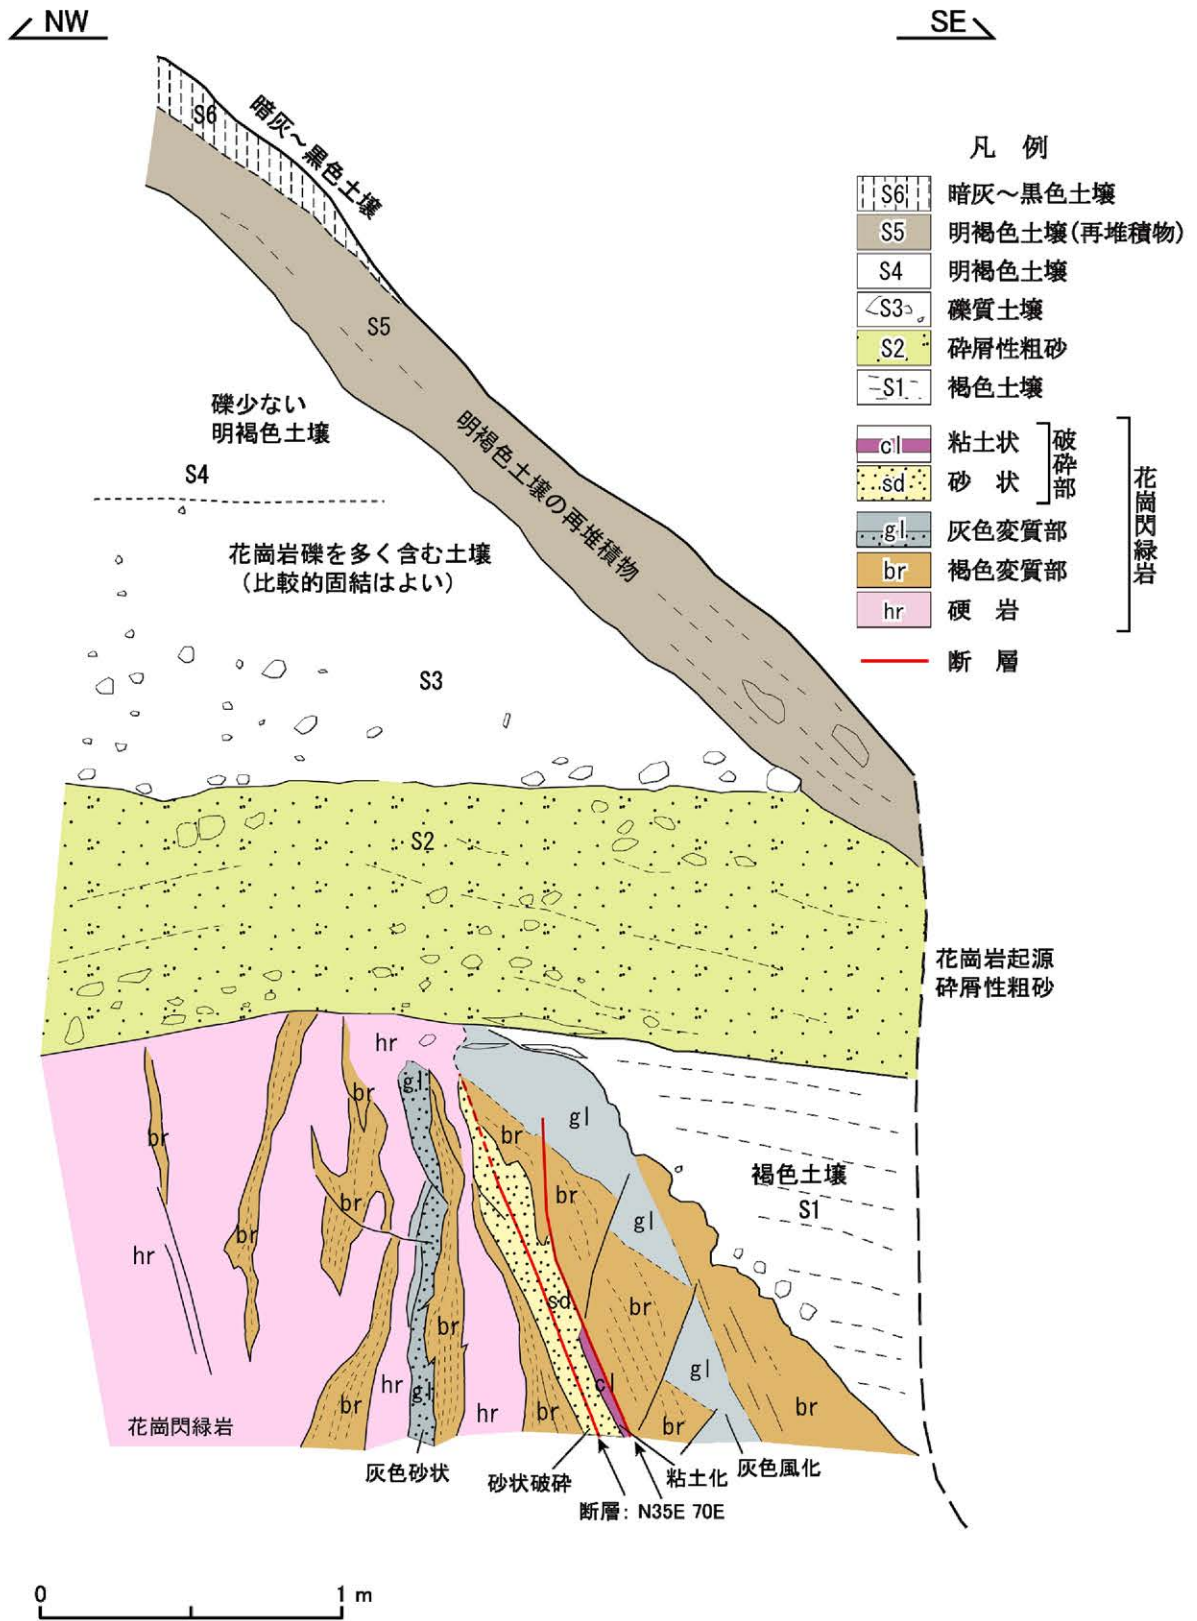 NW
SE
S6
暗灰～黒色土壌
凡 例
S6 暗灰～黒色土壌
S5 明褐色土壌(再堆積物)
S4 明褐色土壌
S3 礫質土壌
S2 砕屑性粗砂
S1 褐色土壌
cl 粘土状
sd 砂 状
破砕部
gl 灰色変質部
br 褐色変質部
hr 硬 岩
花崗閃緑岩
断 層
S5
明褐色土壌の再堆積物
礫少ない
明褐色土壌
S4
花崗岩礫を多く含む土壌
(比較的固結はよい)
S3
S2
花崗岩起源
砕屑性粗砂
hr
gl
br
gl
br
br
br
褐色土壌
S1
br
br
gl
br
hr
sd
br
br
gl
cl
hr
gl
br
hr
br
br
br
花崗閃緑岩
灰色砂状
砂状破砕
粘土化
灰色風化
断層: N35E 70E
0
1 m